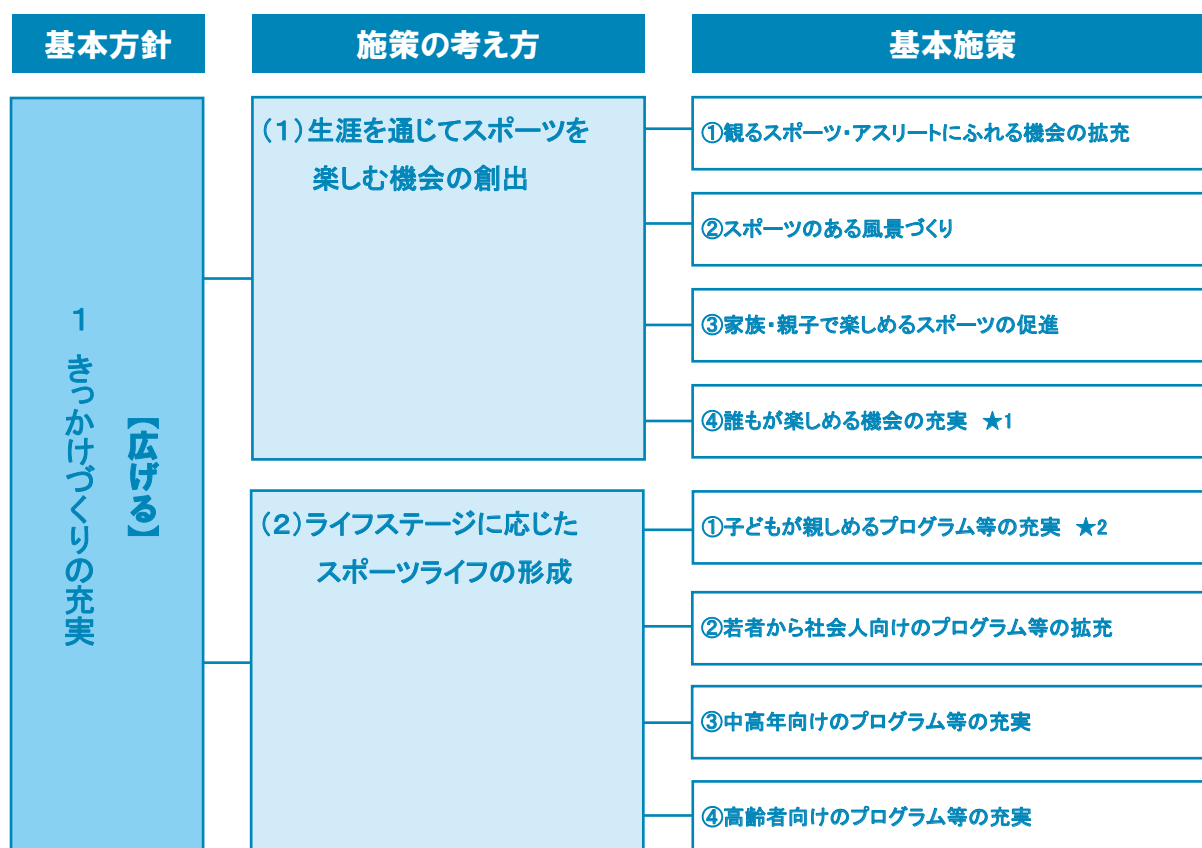 基本方針
施策の考え方
基本施策
1 きっかけづくりの充実
【広げる】
(1)生涯を通じてスポーツを
楽しむ機会の創出
①観るスポーツ・アスリートにふれる機会の拡充
②スポーツのある風景づくり
③家族・親子で楽しめるスポーツの促進
④誰もが楽しめる機会の充実 ★1
(2)ライフステージに応じた
スポーツライフの形成
①子どもが親しめるプログラム等の充実 ★2
②若者から社会人向けのプログラム等の拡充
③中高年向けのプログラム等の充実
④高齢者向けのプログラム等の充実